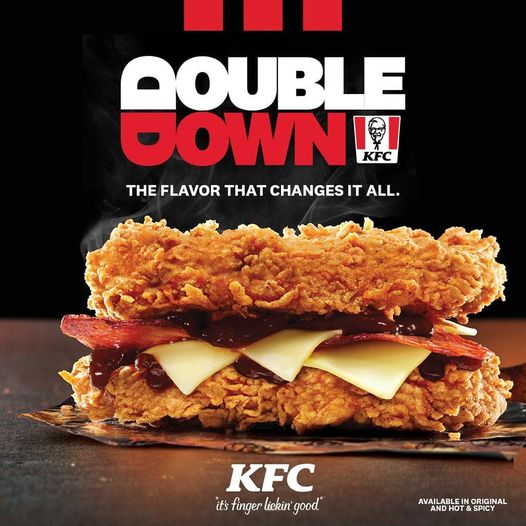 DOUBLE
DOWN
KFC
THE FLAVOR THAT CHANGES IT ALL.
KFC
"it's finger lickin' good"
AVAILABLE IN ORIGINAL
AND HOT & SPICY